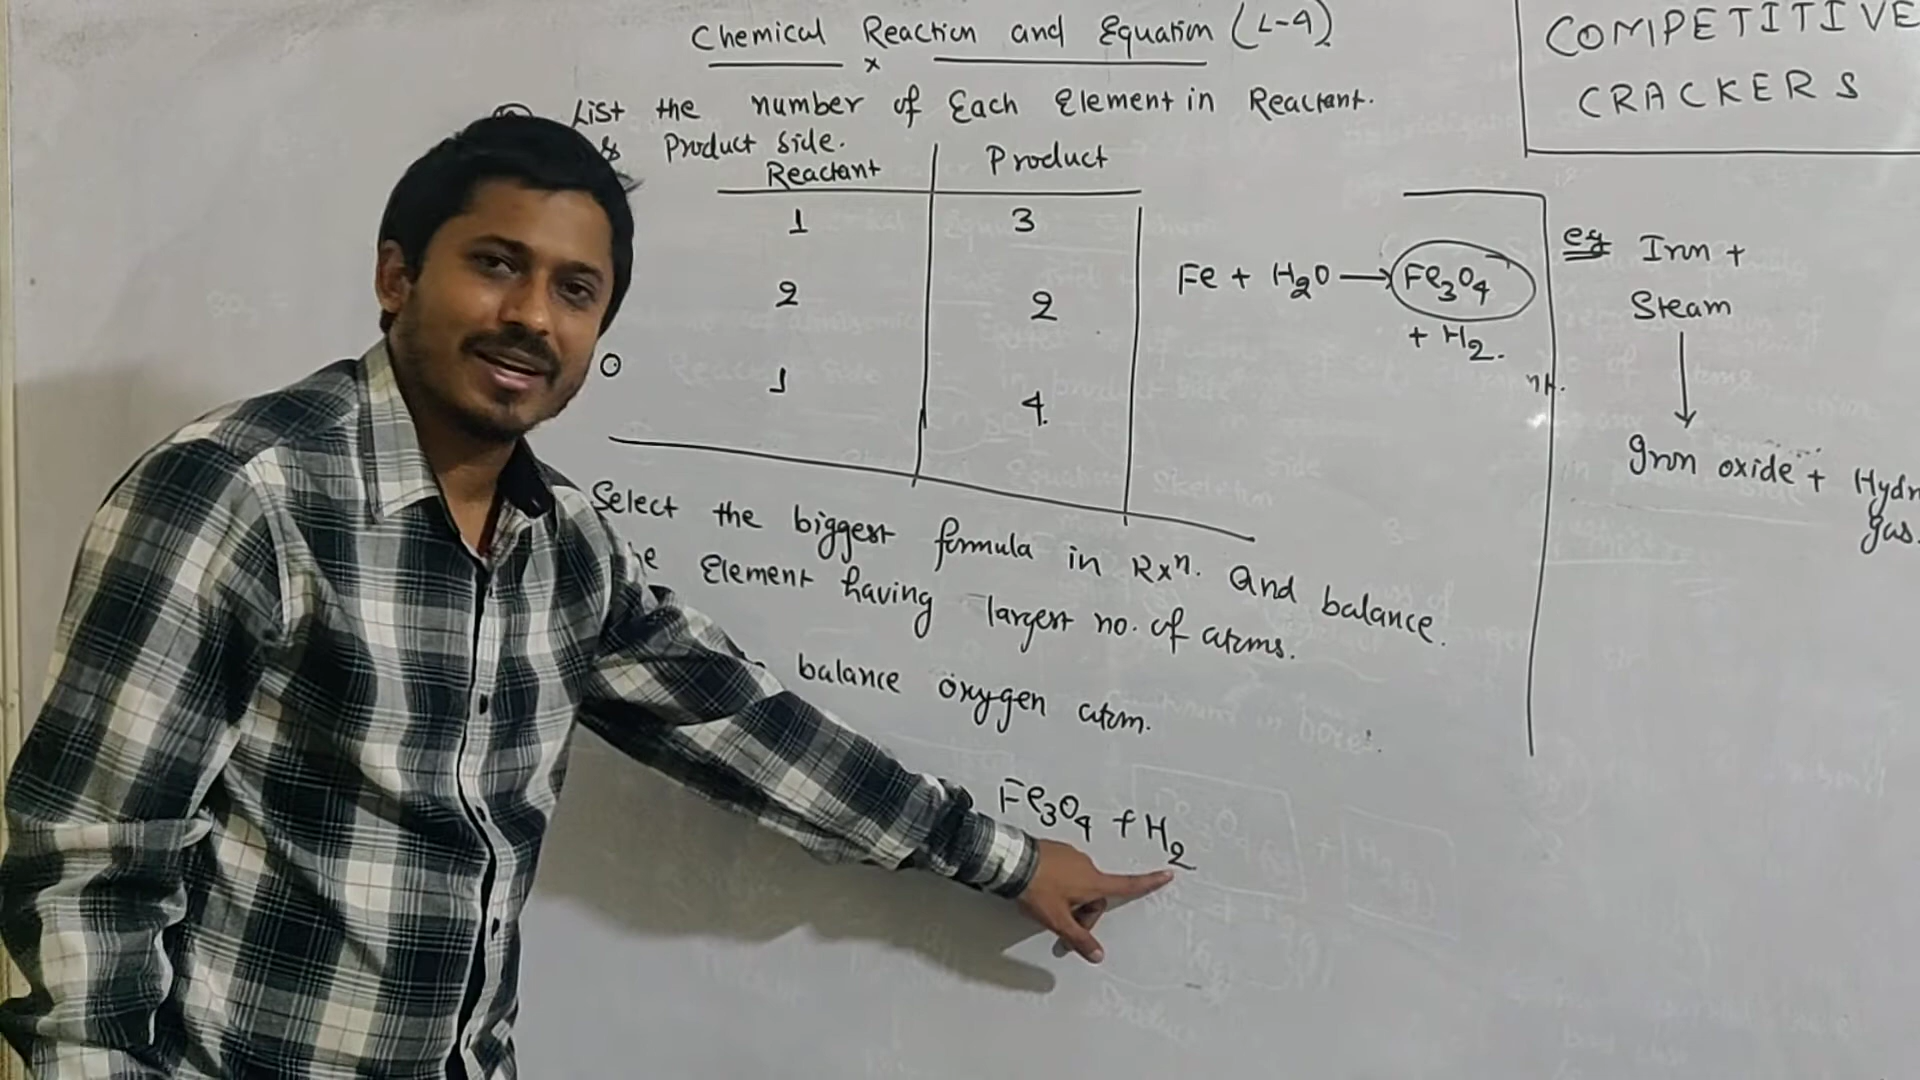 Chemical Reaction and Equation (L-4)
COMPETITIVE
CRACKERS
List the number of Each Element in Reactant.
& Product side.
Reactant Product
1 3
2 2
O 1 4
Fe + H2O → Fe3O4
+ H2.
eg Iron +
Steam
↓
Iron oxide + Hydr
gas.
Select the biggest formula in Rxn. and balance.
he Element having largest no. of atoms.
balance oxygen atom.
Fe3O4 + H2